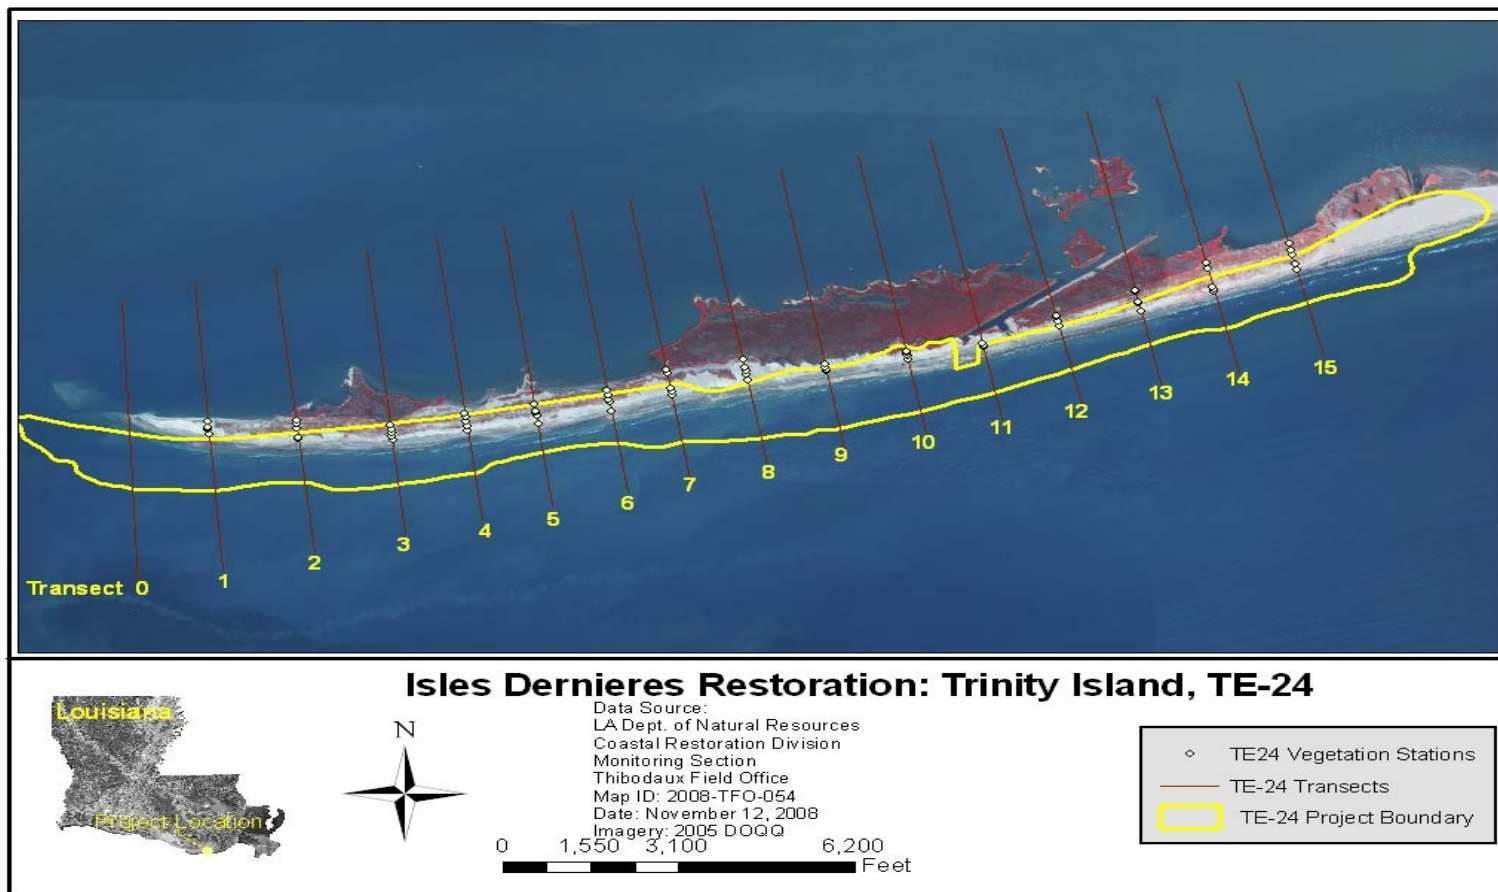 Transect 0
1
2
3
4
5
6
7
8
9
10
11
12
13
14
15
Isles Dernieres Restoration: Trinity Island, TE-24
Louisiana
Project Location
N
Data Source:
LA Dept. of Natural Resources
Coastal Restoration Division
Monitoring Section
Thibodaux Field Office
Map ID: 2008-TFO-054
Date: November 12, 2008
Imagery: 2005 DOQQ
0 1,550 3,100 6,200
Feet
TE24 Vegetation Stations
TE-24 Transects
TE-24 Project Boundary